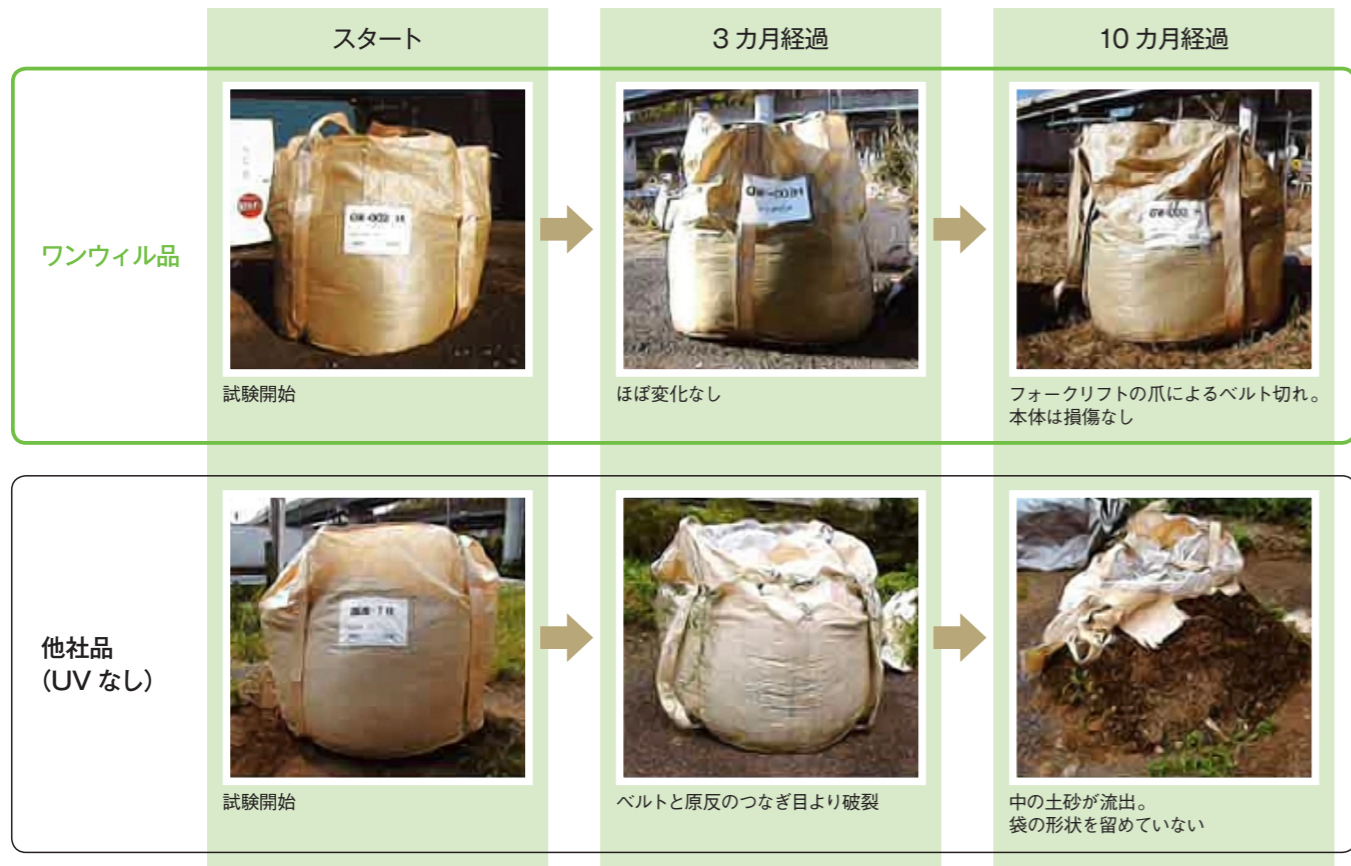 スタート
3カ月経過
10カ月経過
ワンウィル品
試験開始
ほぼ変化なし
フォークリフトの爪によるベルト切れ。
本体は損傷なし
他社品
(UVなし)
試験開始
ベルトと原反のつなぎ目より破裂
中の土砂が流出。
袋の形状を留めていない